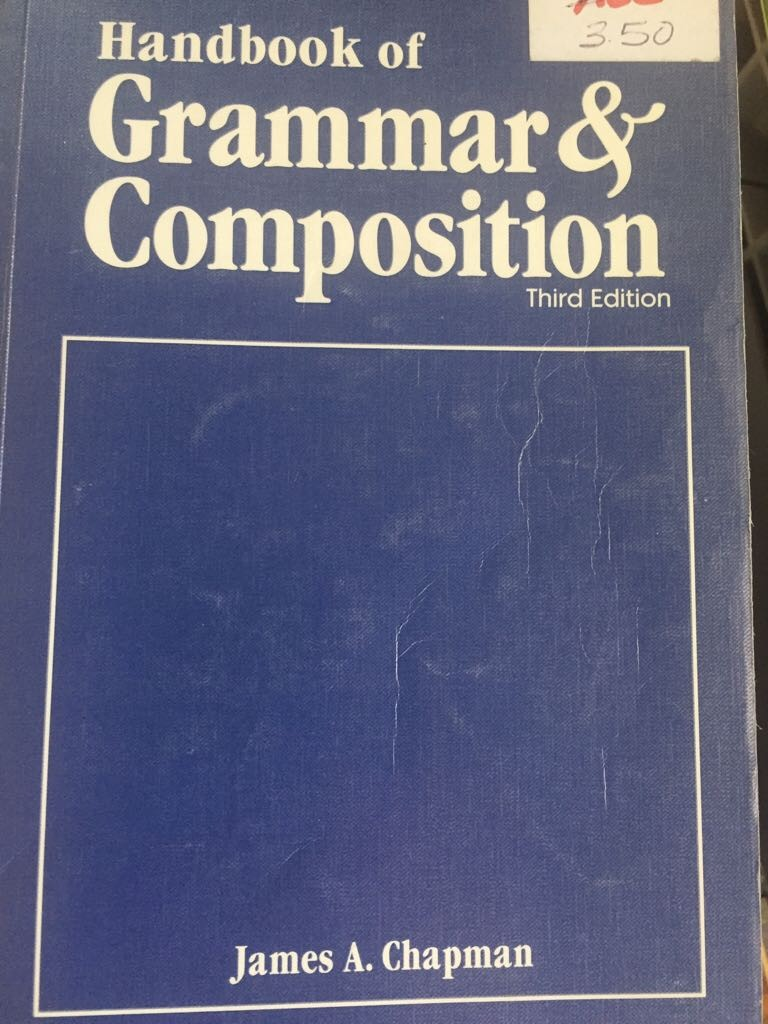 3.50
Handbook of
Grammar &
Composition
Third Edition
James A. Chapman